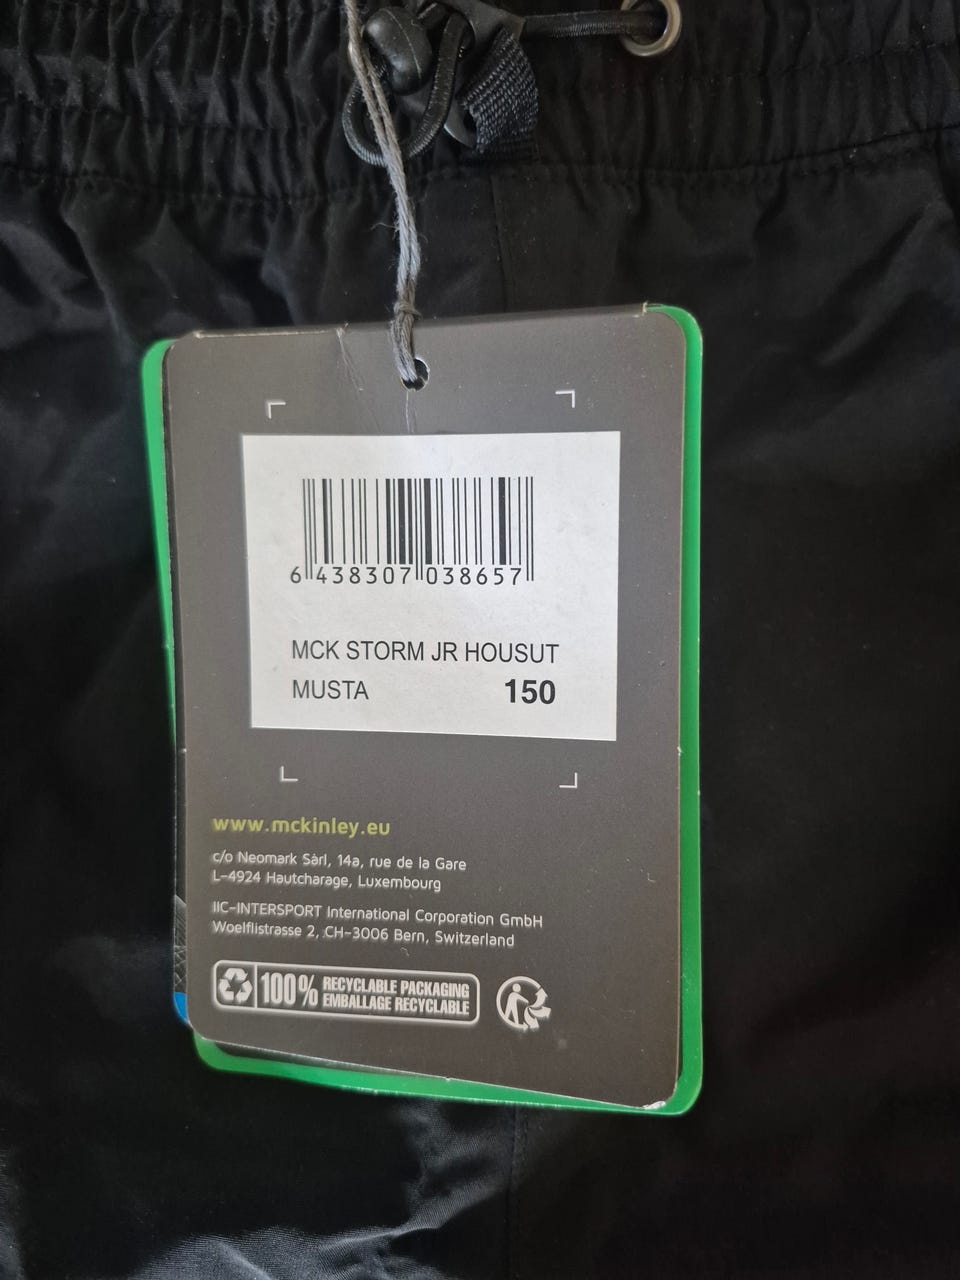 6 438307 038657
MCK STORM JR HOUSUT
MUSTA 150
www.mckinley.eu
c/o Neomark Sàrl, 14a, rue de la Gare
L-4924 Hautcharage, Luxembourg
IIC-INTERSPORT International Corporation GmbH
Woelflistrasse 2, CH-3006 Bern, Switzerland
100% RECYCLABLE PACKAGING
EMBALLAGE RECYCLABLE